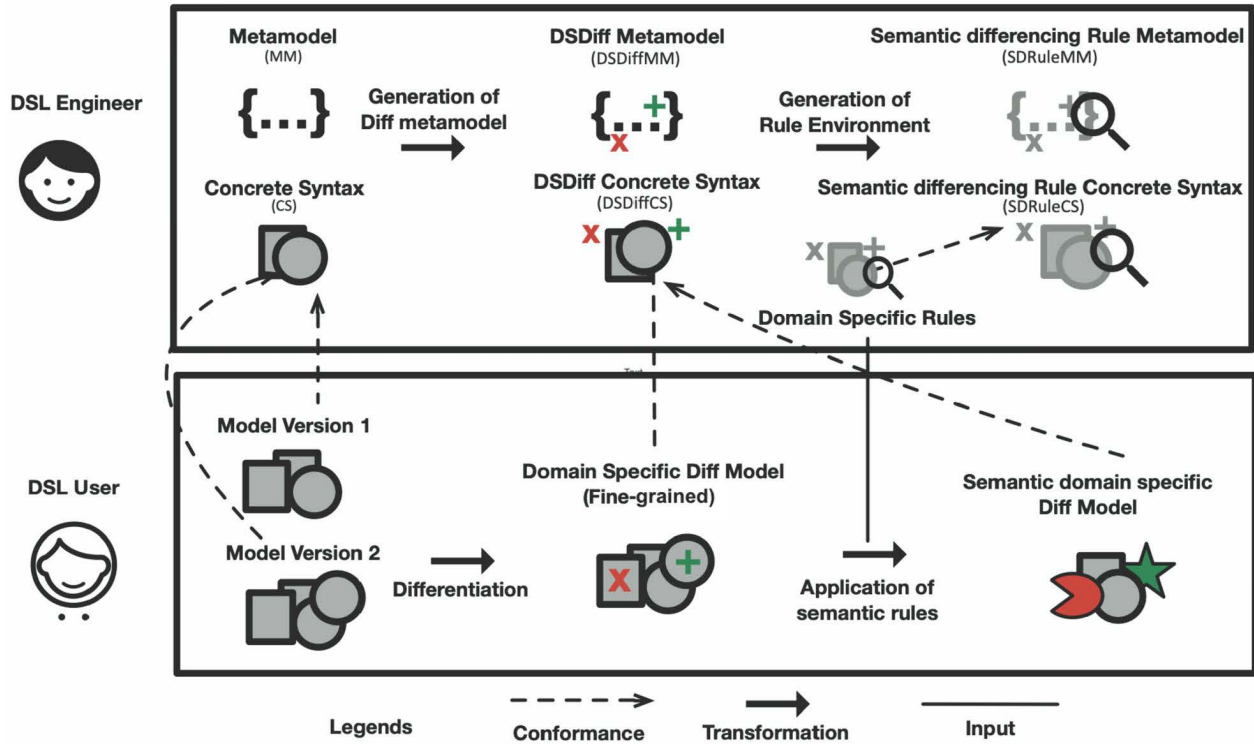 Metamodel
(MM)
DSDiff Metamodel
(DSDiffMM)
Semantic differencing Rule Metamodel
(SDRuleMM)
DSL Engineer
{...}
Generation of
Diff metamodel
{...}
+
x
Generation of
Rule Environment
{...}
+
x
Concrete Syntax
(CS)
DSDiff Concrete Syntax
(DSDiffCS)
x
+
Semantic differencing Rule Concrete Syntax
(SDRuleCS)
x
+
x
+
Domain Specific Rules
Model Version 1
DSL User
Domain Specific Diff Model
(Fine-grained)
Semantic domain specific
Diff Model
Model Version 2
Differentiation
x
+
Application of
semantic rules
Legends
Conformance
Transformation
Input